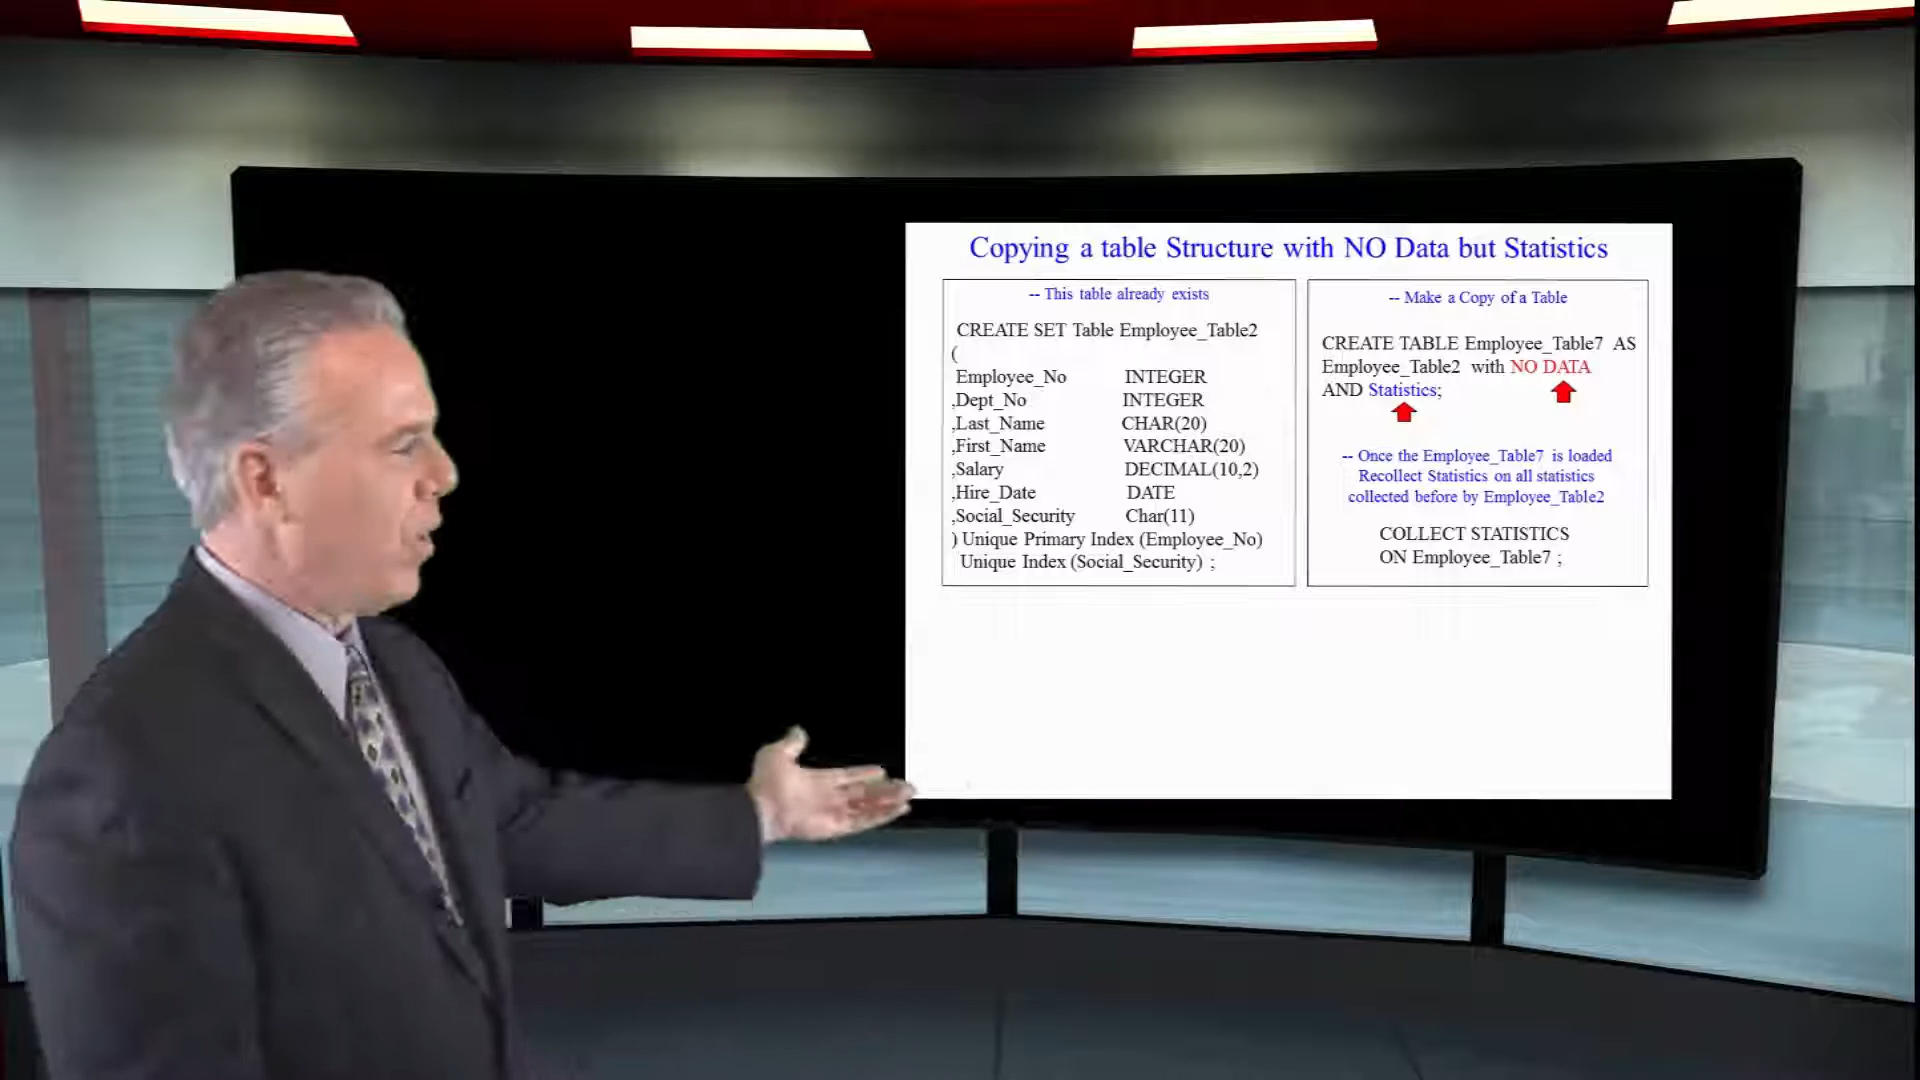 Copying a table Structure with NO Data but Statistics
-- This table already exists
CREATE SET Table Employee_Table2
(
Employee_No INTEGER
,Dept_No INTEGER
,Last_Name CHAR(20)
,First_Name VARCHAR(20)
,Salary DECIMAL(10,2)
,Hire_Date DATE
,Social_Security Char(11)
) Unique Primary Index (Employee_No)
Unique Index (Social_Security) ;
-- Make a Copy of a Table
CREATE TABLE Employee_Table7 AS
Employee_Table2 with NO DATA
AND Statistics;
-- Once the Employee_Table7 is loaded
Recollect Statistics on all statistics
collected before by Employee_Table2
COLLECT STATISTICS
ON Employee_Table7 ;